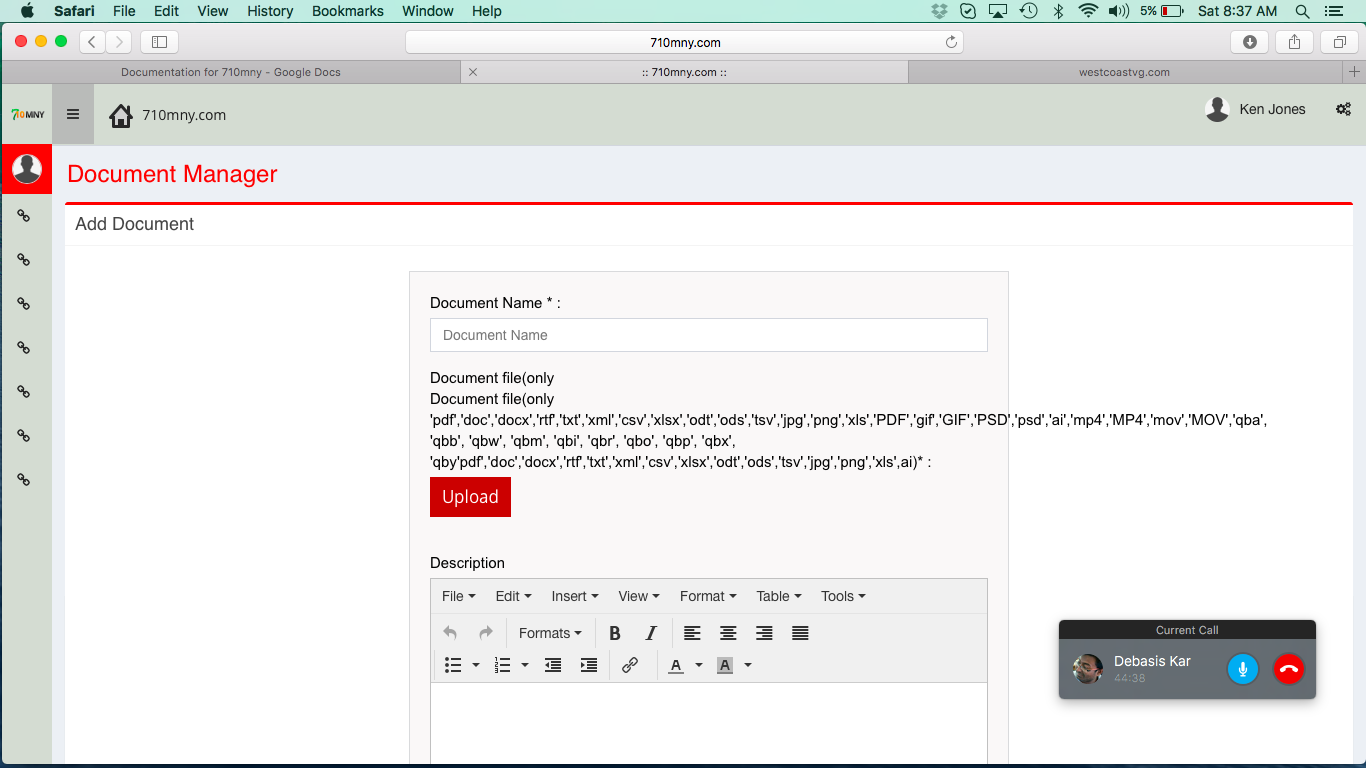 Safari File Edit View History Bookmarks Window Help 5% Sat 8:37 AM
710mny.com
Documentation for 710mny - Google Docs
:: 710mny.com ::
westcoastvg.com
710 MNY
710mny.com
Ken Jones
Document Manager
Add Document
Document Name * :
Document Name
Document file(only
Document file(only
'pdf','doc','docx','rtf','txt','xml','csv','xlsx','odt','ods','tsv','jpg','png','xls','PDF','gif','GIF','PSD','psd','ai','mp4','MP4','mov','MOV','qba',
'qbb', 'qbw', 'qbm', 'qbi', 'qbr', 'qbo', 'qbp', 'qbx',
'qby'pdf','doc','docx','rtf','txt','xml','csv','xlsx','odt','ods','tsv','jpg','png','xls',ai)* :
Upload
Description
File Edit Insert View Format Table Tools
Formats B I
A A
Current Call
Debasis Kar
44:38